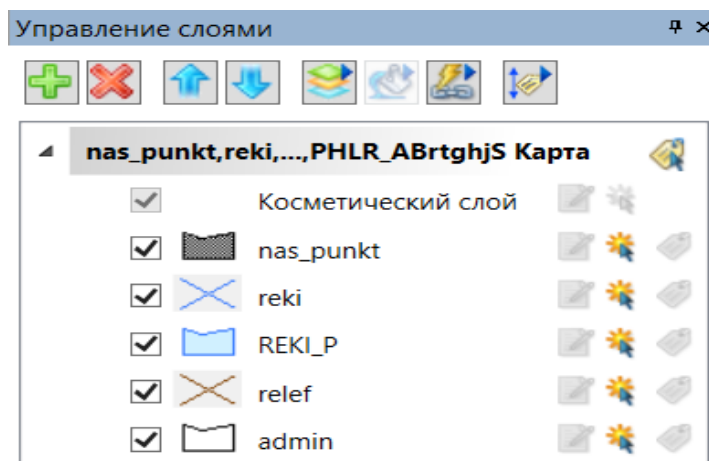 Управление слоями
nas_punkt,reki,...,PHLR_ABrtghjS Карта
Косметический слой
nas_punkt
reki
REKI_P
relef
admin